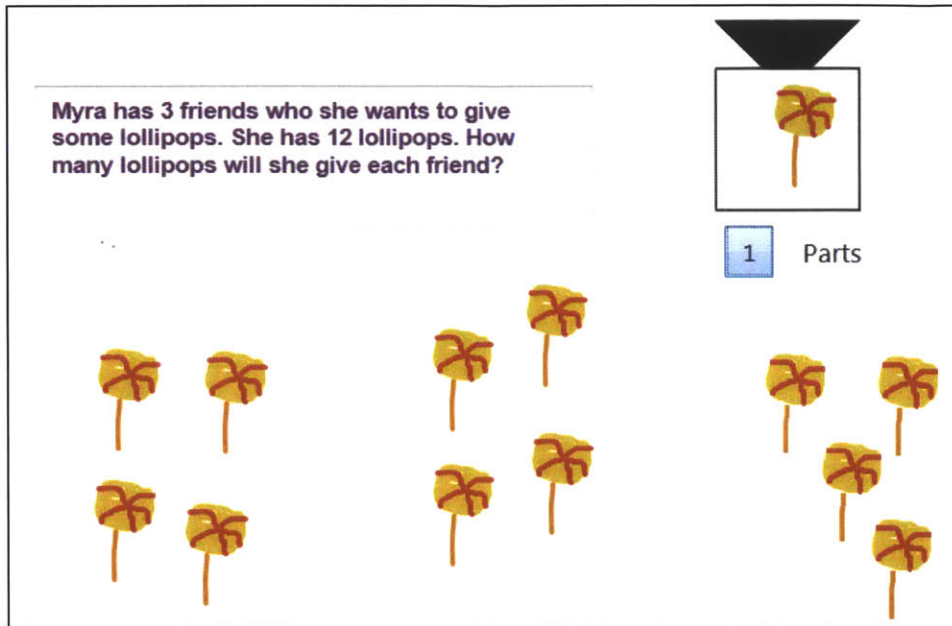 Myra has 3 friends who she wants to give
some lollipops. She has 12 lollipops. How
many lollipops will she give each friend?
1 Parts